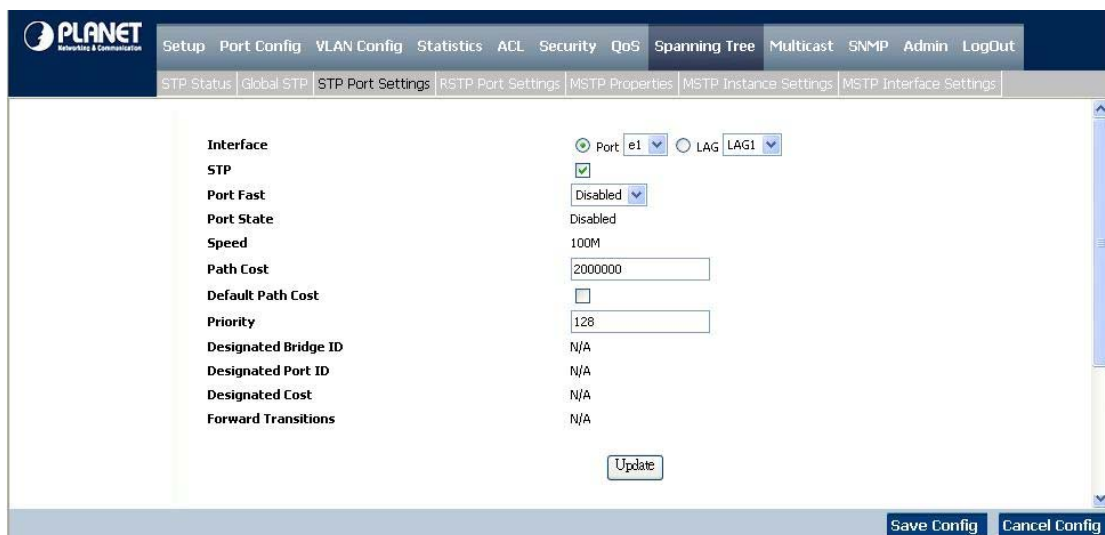 PLANET
Networking & Communication
Setup Port Config VLAN Config Statistics ACL Security QoS Spanning Tree Multicast SNMP Admin LogOut
STP Status Global STP STP Port Settings RSTP Port Settings MSTP Properties MSTP Instance Settings MSTP Interface Settings
Interface Port e1 LAG LAG1
STP
Port Fast Disabled
Port State Disabled
Speed 100M
Path Cost 2000000
Default Path Cost
Priority 128
Designated Bridge ID N/A
Designated Port ID N/A
Designated Cost N/A
Forward Transitions N/A
Update
Save Config Cancel Config